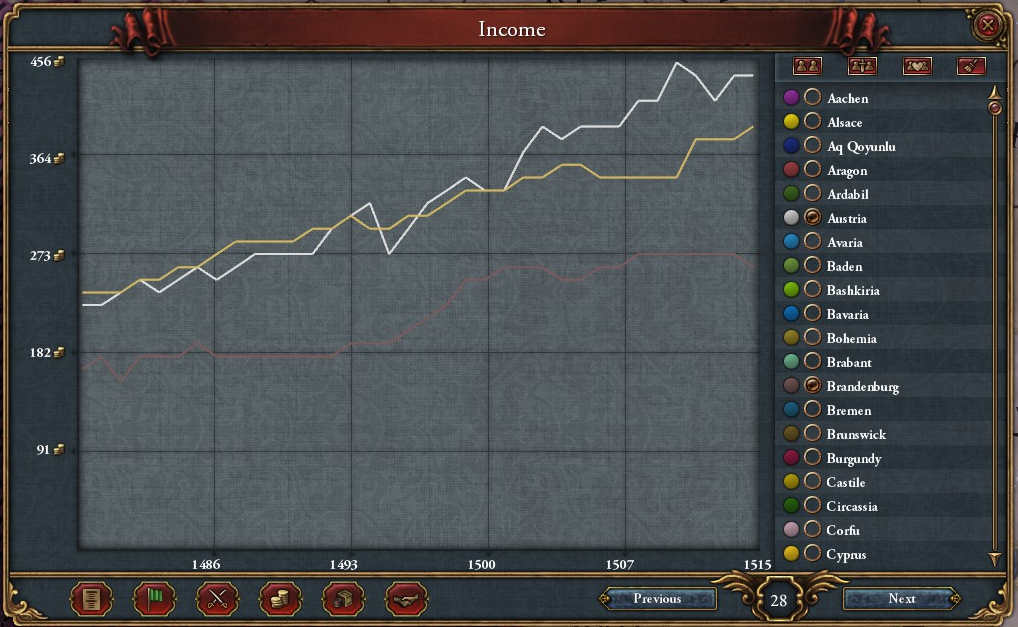 Income
456
364
273
182
91
1486 1493 1500 1507 1515
Aachen
Alsace
Aq Qoyunlu
Aragon
Ardabil
Austria
Avaria
Baden
Bashkiria
Bavaria
Bohemia
Brabant
Brandenburg
Bremen
Brunswick
Burgundy
Castile
Circassia
Corfu
Cyprus
Previous 28 Next